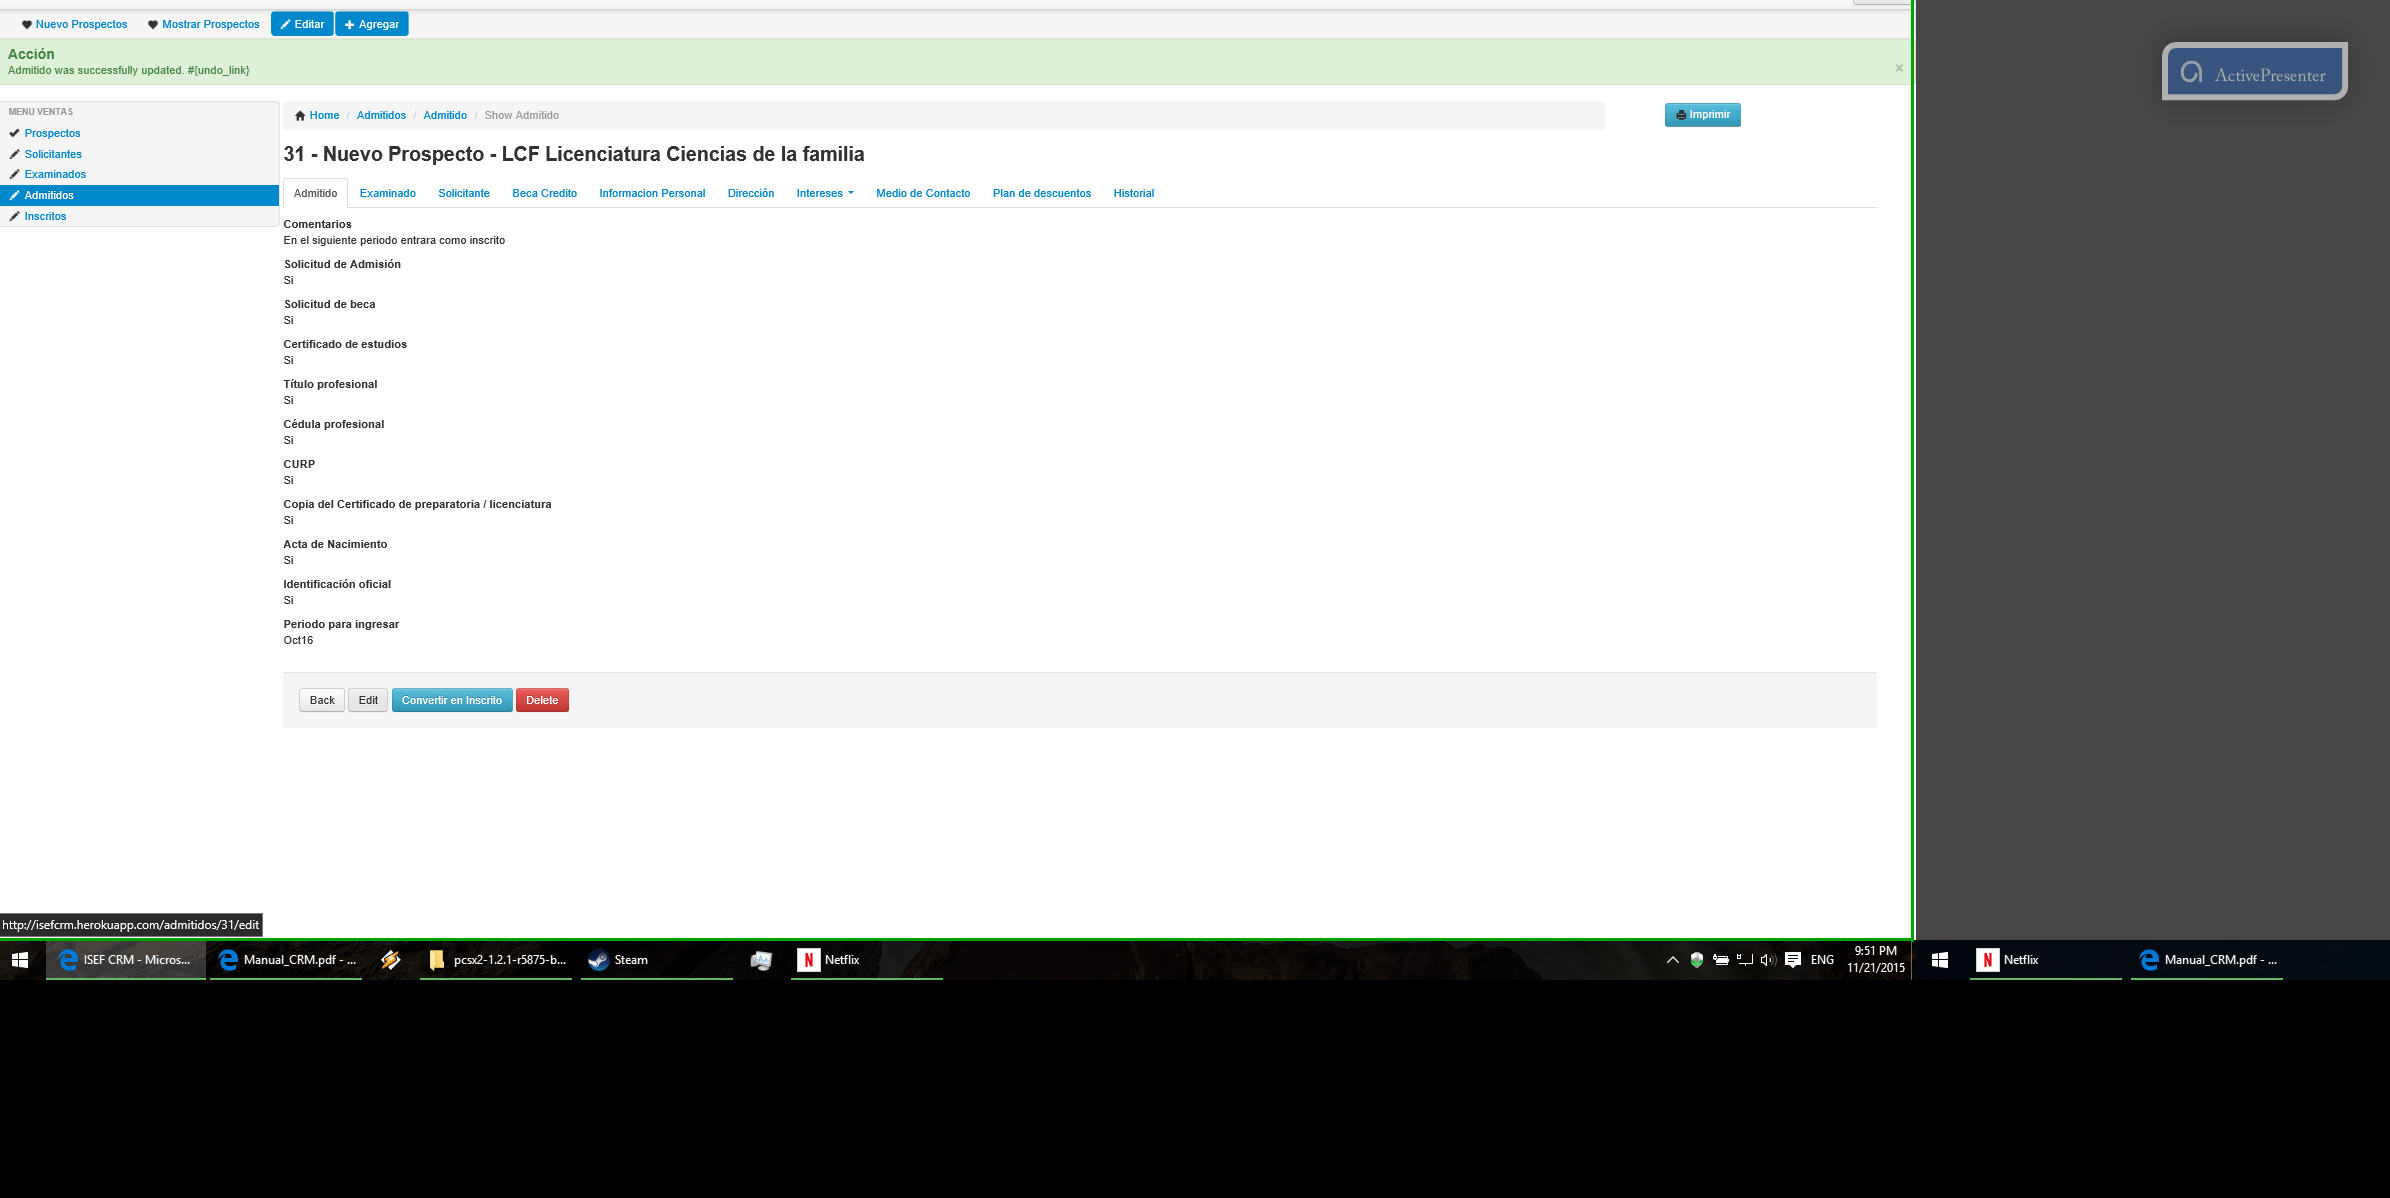 Nuevo Prospectos Mostrar Prospectos Editar Agregar
Acción
Admitido was successfully updated. #{undo_link}
×
ActivePresenter
MENU VENTAS
Prospectos
Solicitantes
Examinados
Admitidos
Inscritos
Home / Admitidos / Admitido / Show Admitido
Imprimir
31 - Nuevo Prospecto - LCF Licenciatura Ciencias de la familia
Admitido Examinado Solicitante Beca Credito Informacion Personal Dirección Intereses Medio de Contacto Plan de descuentos Historial
Comentarios
En el siguiente periodo entrara como inscrito
Solicitud de Admisión
Si
Solicitud de beca
Si
Certificado de estudios
Si
Título profesional
Si
Cédula profesional
Si
CURP
Si
Copia del Certificado de preparatoria / licenciatura
Si
Acta de Nacimiento
Si
Identificación oficial
Si
Periodo para ingresar
Oct16
Back Edit Convertir en Inscrito Delete
http://isefcrm.herokuapp.com/admitidos/31/edit
ISEF CRM - Micros... Manual_CRM.pdf - ... pcsx2-1.2.1-r5875-b... Steam N Netflix ENG 9:51 PM
11/21/2015
N Netflix Manual_CRM.pdf - ...